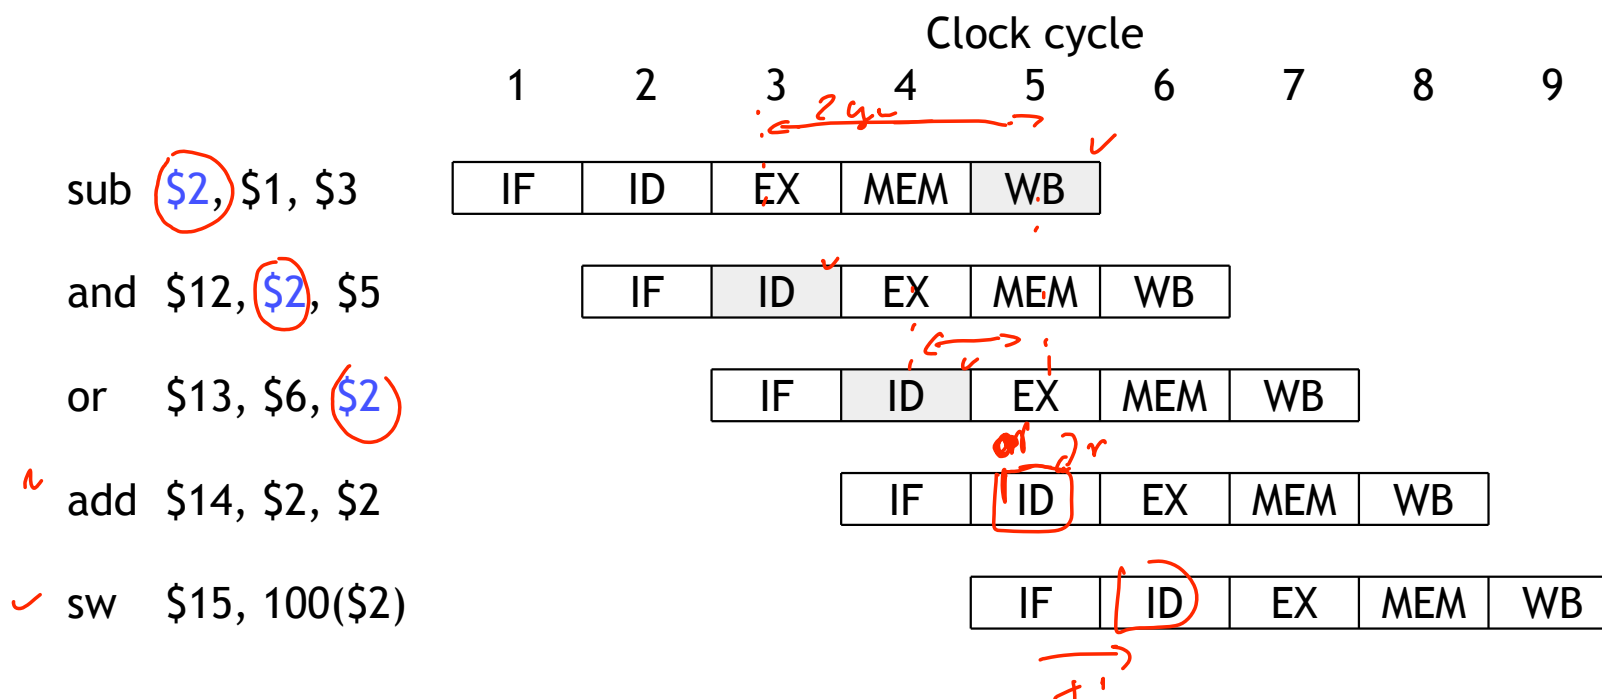 Clock cycle
1 2 3 4 5 6 7 8 9
sub $2, $1, $3 IF ID EX MEM WB
and $12, $2, $5 IF ID EX MEM WB
or $13, $6, $2 IF ID EX MEM WB
add $14, $2, $2 IF ID EX MEM WB
sw $15, 100($2) IF ID EX MEM WB